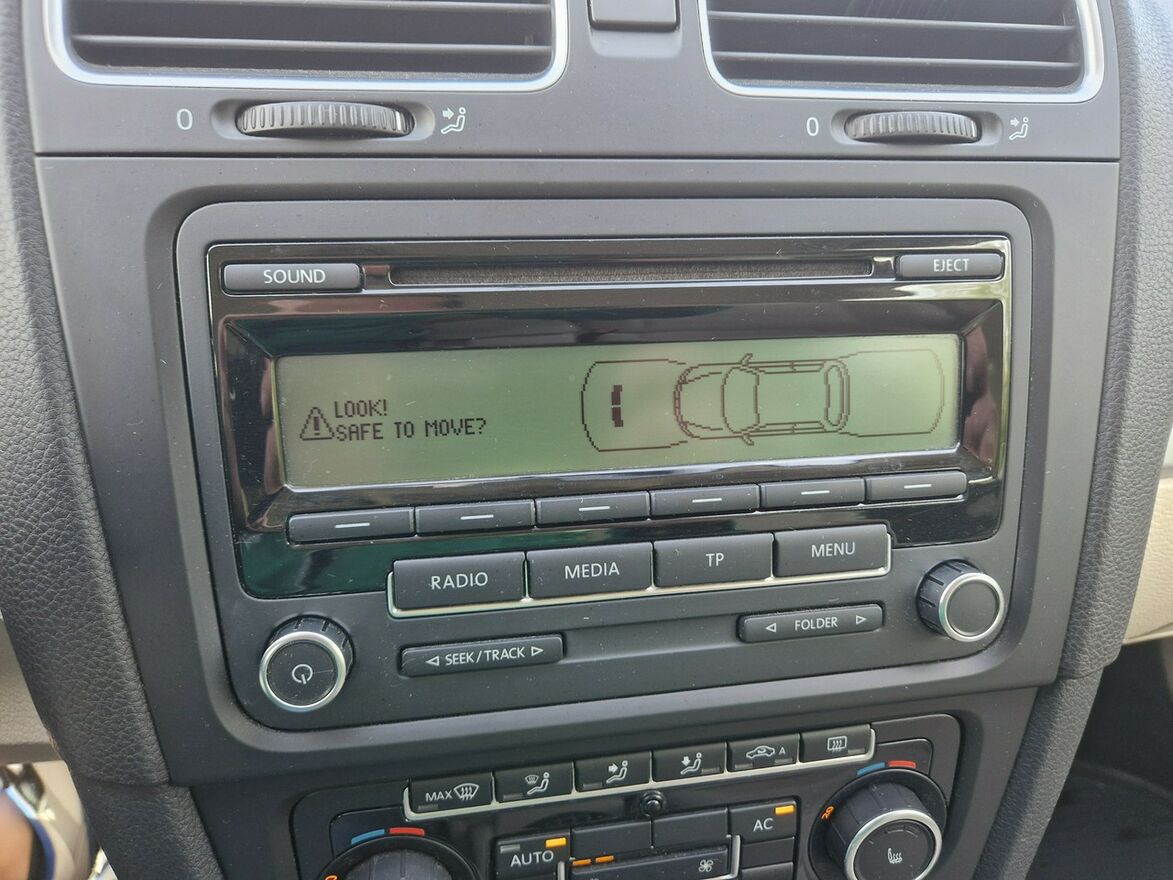 0
0
SOUND
EJECT
LOOK!
SAFE TO MOVE?
RADIO
MEDIA
TP
MENU
SEEK/TRACK
FOLDER
MAX
A
AUTO
AC